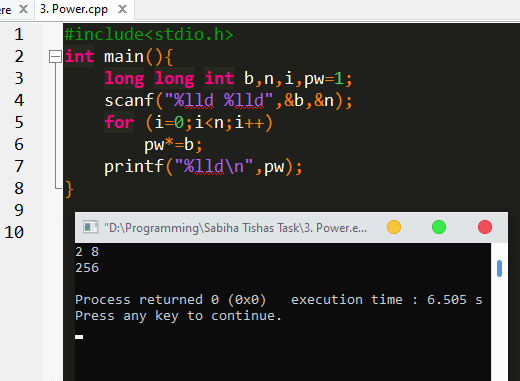 ere 3. Power.cpp
1 #include<stdio.h>
2 int main(){
3 long long int b,n,i,pw=1;
4 scanf("%lld %lld",&b,&n);
5 for (i=0;i<n;i++)
6 pw*=b;
7 printf("%lld\n",pw);
8 }
9
10
"D:\Programming\Sabiha Tishas Task\3. Power.e...
2 8
256
Process returned 0 (0x0) execution time : 6.505 s
Press any key to continue.